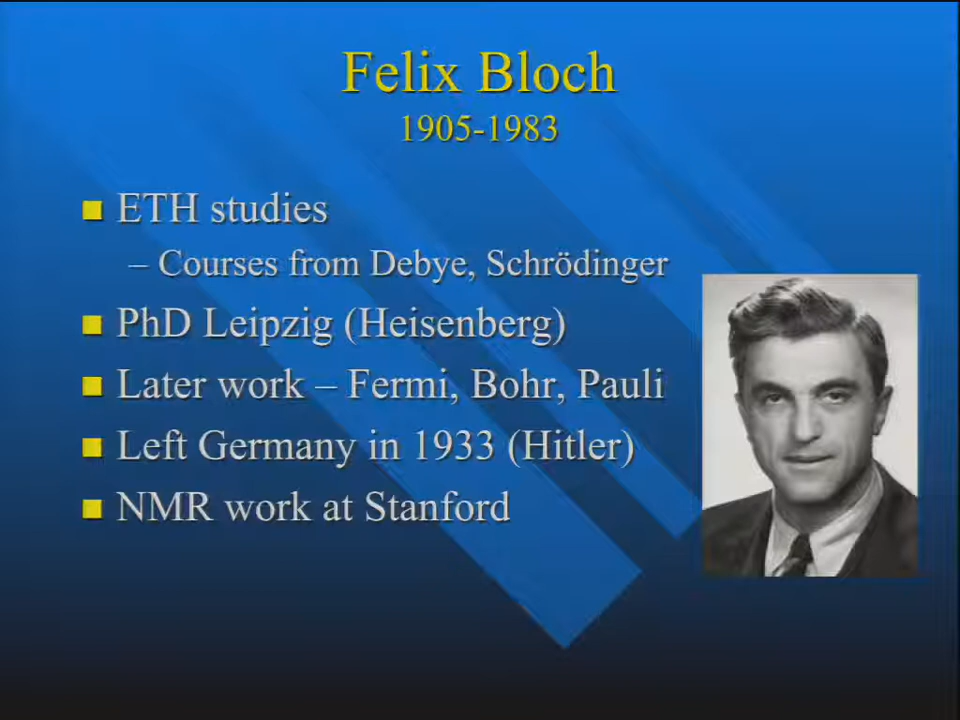 Felix Bloch
1905-1983
ETH studies
– Courses from Debye, Schrödinger
PhD Leipzig (Heisenberg)
Later work – Fermi, Bohr, Pauli
Left Germany in 1933 (Hitler)
NMR work at Stanford